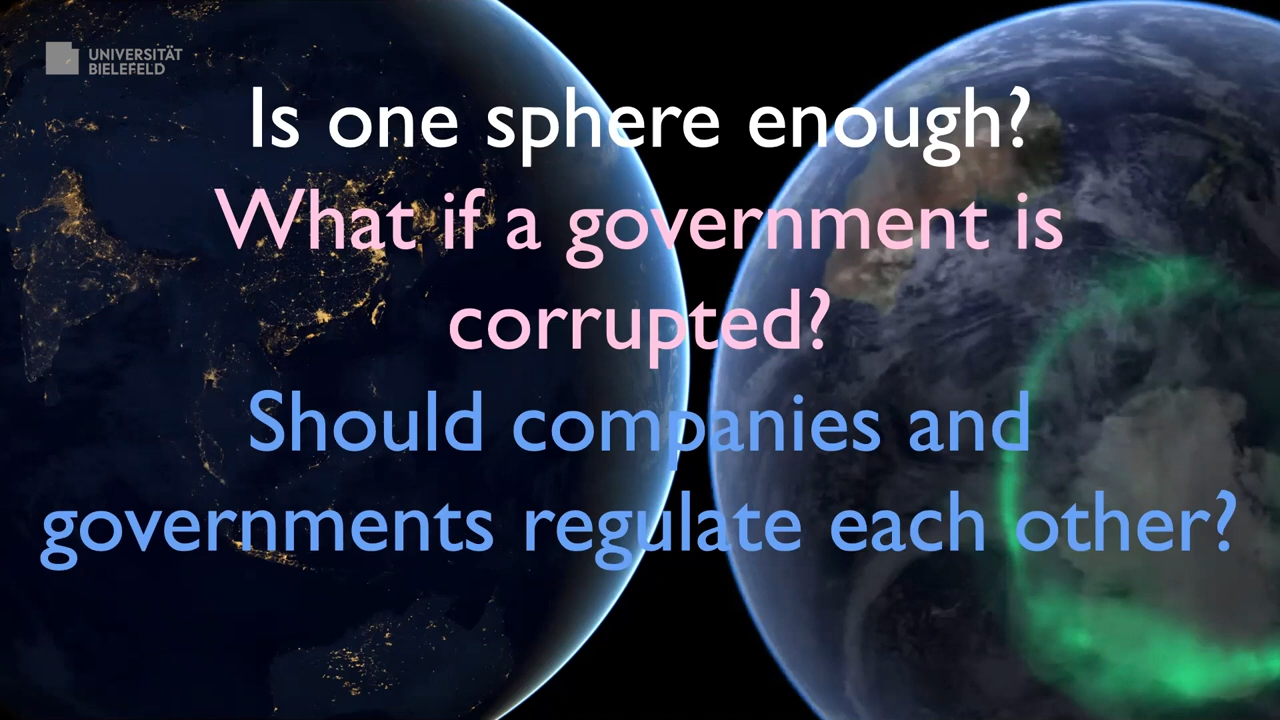 UNIVERSITÄT
BIELEFELD
Is one sphere enough?
What if a government is
corrupted?
Should companies and
governments regulate each other?